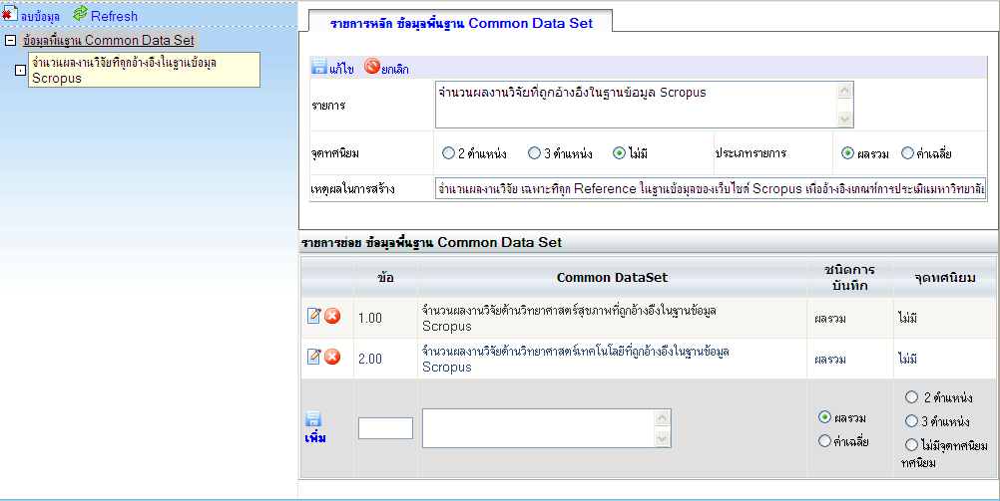 ลบข้อมูล Refresh
ข้อมูลพื้นฐาน Common Data Set
จำนวนผลงานวิจัยที่ถูกอ้างอิงในฐานข้อมูล
Scropus
รายการหลัก ข้อมูลพื้นฐาน Common Data Set
แก้ไข ยกเลิก
รายการ จำนวนผลงานวิจัยที่ถูกอ้างอิงในฐานข้อมูล Scropus
จุดทศนิยม 2 ตำแหน่ง 3 ตำแหน่ง ไม่มี ประเภทรายการ ผลรวม ค่าเฉลี่ย
เหตุผลในการสร้าง จำนวนผลงานวิจัย เฉพาะที่ถูก Reference ในฐานข้อมูลของเว็บไซต์ Scropus เพื่ออ้างอิงเกณฑ์การประเมินมหาวิทยาลัย
รายการย่อย ข้อมูลพื้นฐาน Common Data Set
ข้อ Common DataSet ชนิดการ
บันทึก จุดทศนิยม
1.00 จำนวนผลงานวิจัยด้านวิทยาศาสตร์สุขภาพที่ถูกอ้างอิงในฐานข้อมูล
Scropus ผลรวม ไม่มี
2.00 จำนวนผลงานวิจัยด้านวิทยาศาสตร์เทคโนโลยีที่ถูกอ้างอิงในฐานข้อมูล
Scropus ผลรวม ไม่มี
เพิ่ม ผลรวม
ค่าเฉลี่ย
2 ตำแหน่ง
3 ตำแหน่ง
ไม่มีจุดทศนิยม
ทศนิยม